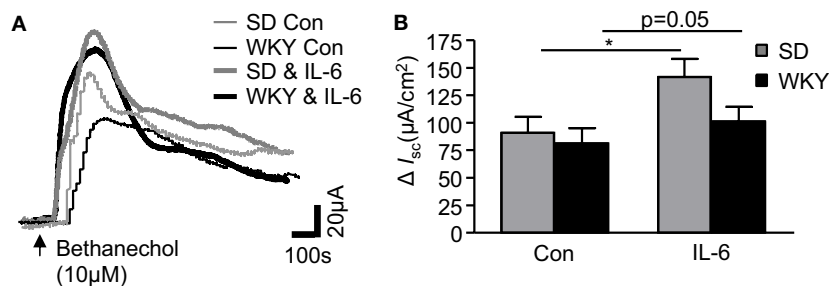 A
SD Con
WKY Con
SD & IL-6
WKY & IL-6
20µA
100s
Bethanechol
(10µM)
B
p=0.05
*
SD
WKY
Δ Isc(µA/cm²)
175
150
125
100
75
50
25
0
Con
IL-6